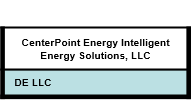 CenterPoint Energy Intelligent
Energy Solutions, LLC
DE LLC